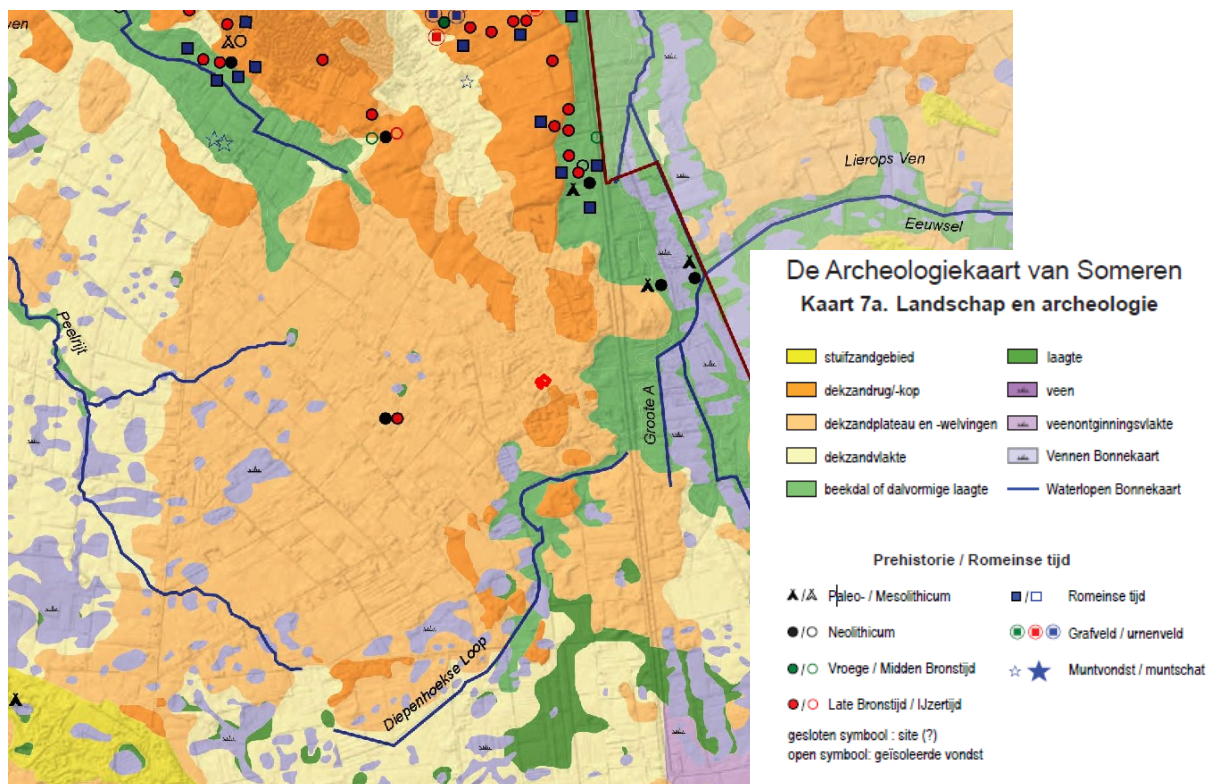 ven
Lierops Ven
Eeuwsel
Peelrijt
Groote A
Diepenhoekse Loop
De Archeologiekaart van Someren
Kaart 7a. Landschap en archeologie
stuifzandgebied
dekzandrug/-kop
dekzandplateau en -welvingen
dekzandvlakte
beekdal of dalvormige laagte
laagte
veen
veenontginningsvlakte
Vennen Bonnekaart
Waterlopen Bonnekaart
Prehistorie / Romeinse tijd
/ Paleo- / Mesolithicum
/ Neolithicum
/ Vroege / Midden Bronstijd
/ Late Bronstijd / IJzertijd
/ Romeinse tijd
Grafveld / urnenveld
Muntvondst / muntschat
gesloten symbool : site (?)
open symbool: geïsoleerde vondst